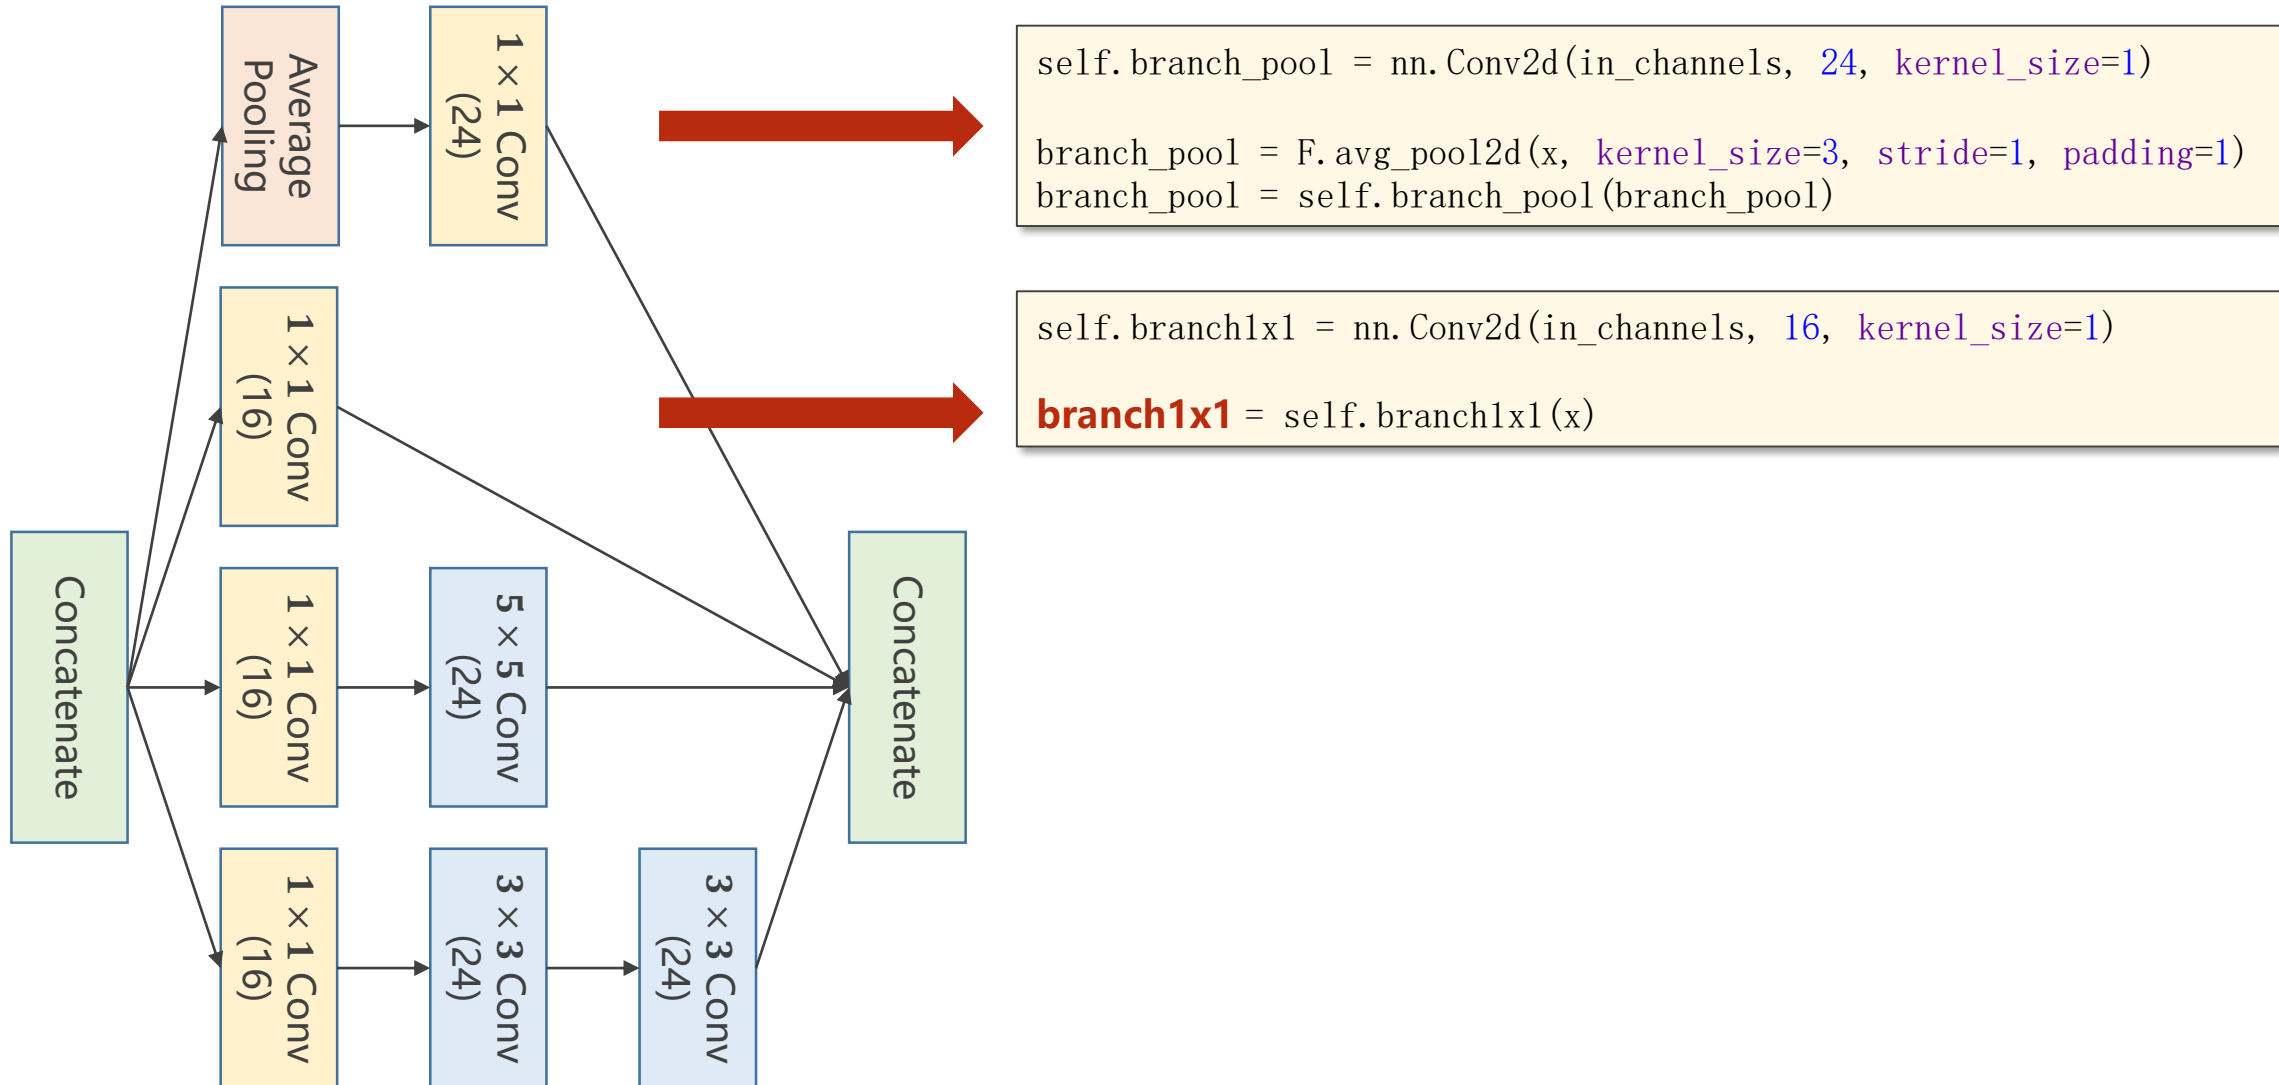 Average
Pooling
1 × 1 Conv
(24)
self.branch_pool = nn.Conv2d(in_channels, 24, kernel_size=1)
branch_pool = F.avg_pool2d(x, kernel_size=3, stride=1, padding=1)
branch_pool = self.branch_pool(branch_pool)
1 × 1 Conv
(16)
self.branch1x1 = nn.Conv2d(in_channels, 16, kernel_size=1)
branch1x1 = self.branch1x1(x)
Concatenate
1 × 1 Conv
(16)
5 × 5 Conv
(24)
Concatenate
1 × 1 Conv
(16)
3 × 3 Conv
(24)
3 × 3 Conv
(24)